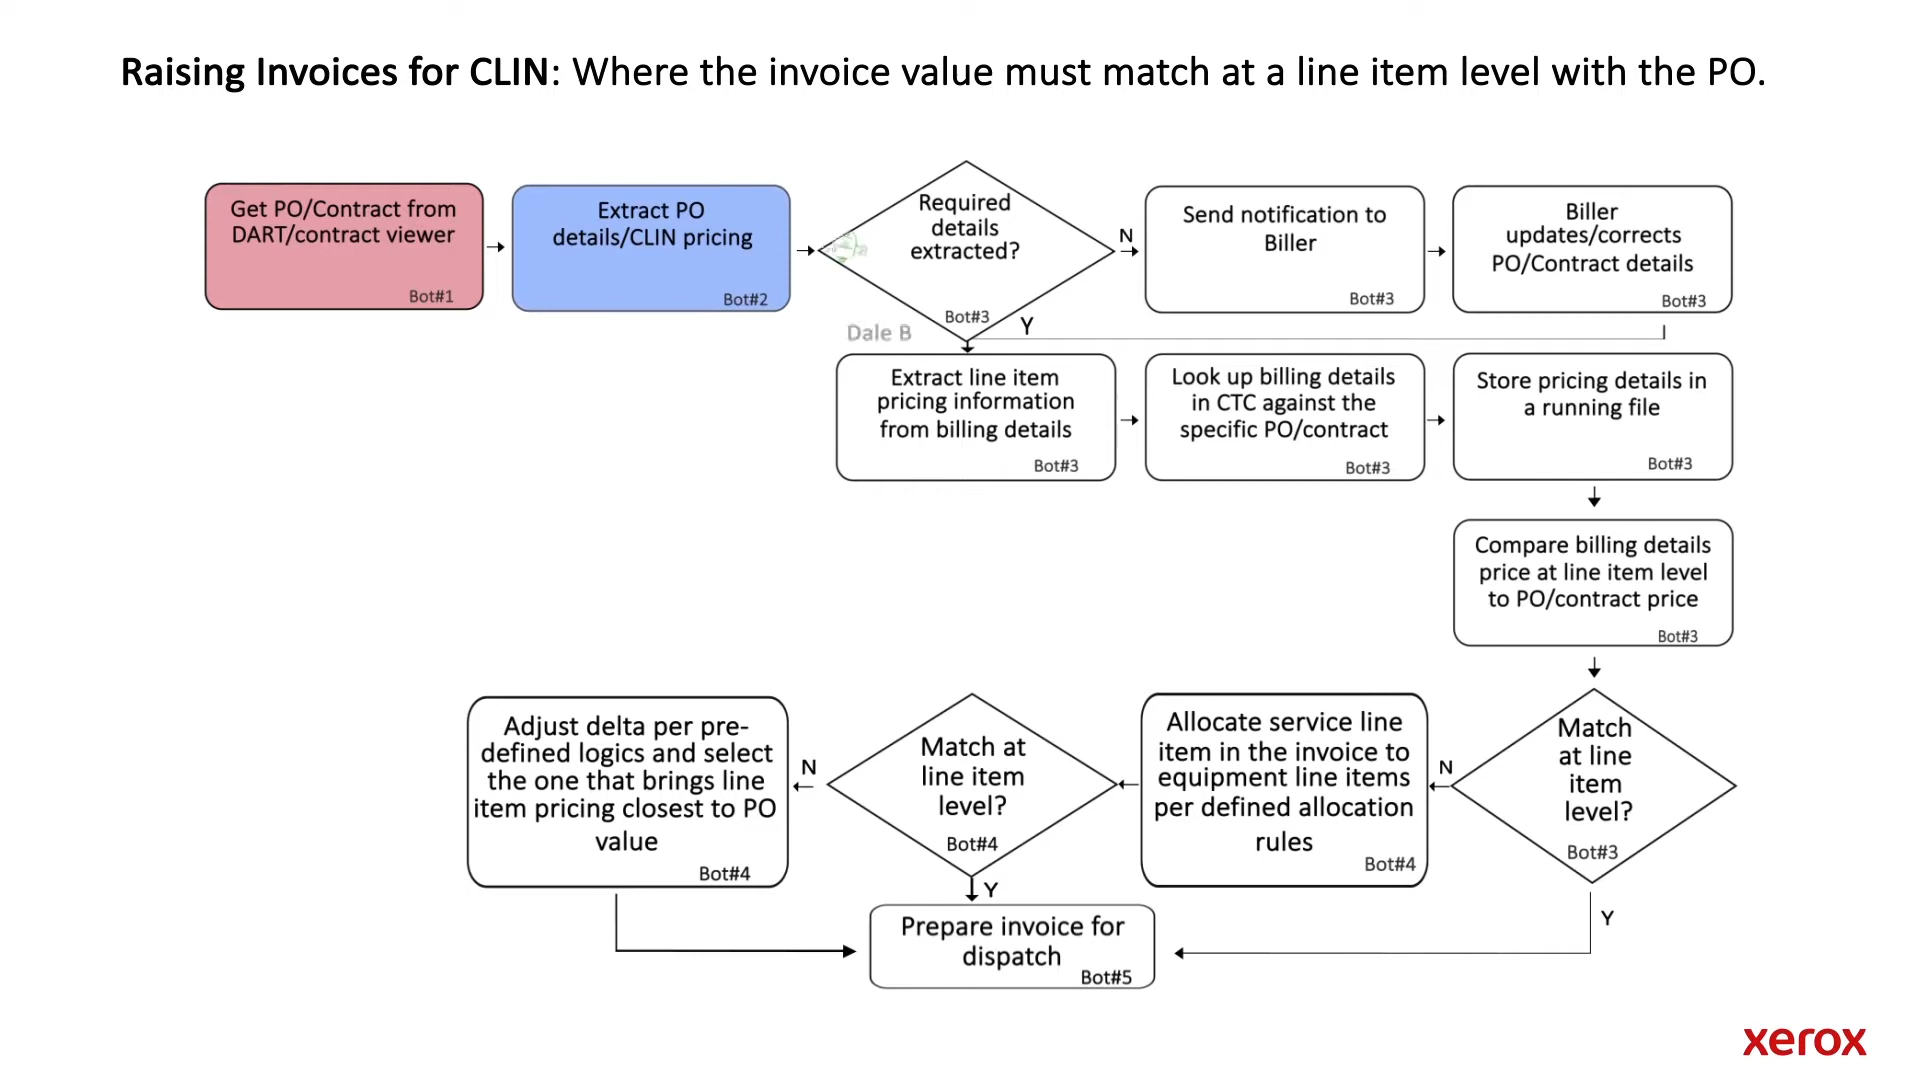 Raising Invoices for CLIN: Where the invoice value must match at a line item level with the PO.
Get PO/Contract from
DART/contract viewer
Bot#1
Extract PO
details/CLIN pricing
Bot#2
Required
details
extracted?
Bot#3
N
Send notification to
Biller
Bot#3
Biller
updates/corrects
PO/Contract details
Bot#3
Y
Dale B
Extract line item
pricing information
from billing details
Bot#3
Look up billing details
in CTC against the
specific PO/contract
Bot#3
Store pricing details in
a running file
Bot#3
Compare billing details
price at line item level
to PO/contract price
Bot#3
Match
at line
item
level?
Bot#3
N
Allocate service line
item in the invoice to
equipment line items
per defined allocation
rules
Bot#4
Match at
line item
level?
Bot#4
N
Adjust delta per pre-
defined logics and select
the one that brings line
item pricing closest to PO
value
Bot#4
Y
Y
Prepare invoice for
dispatch
Bot#5
xerox